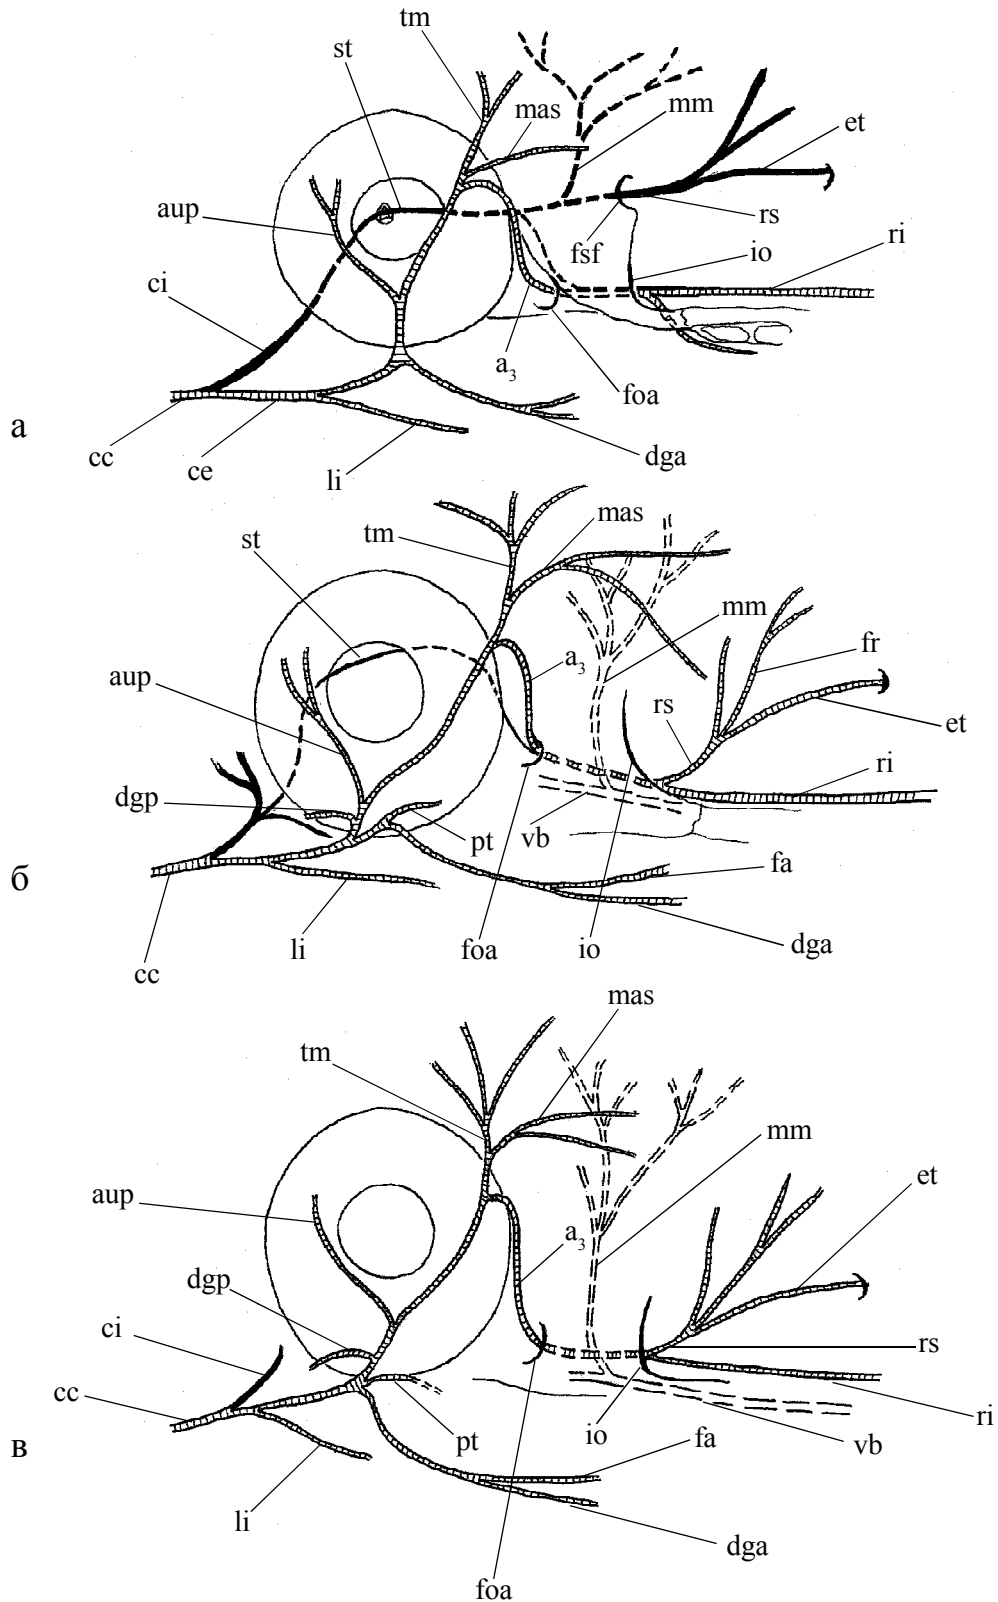 tm
st
mas
mm
et
aup
rs
fsf
io
ri
ci
a3
foa
а
cc
ce
li
dga
mas
st
tm
mm
fr
a3
aup
rs
et
ri
dgp
pt
vb
fa
б
li
foa
io
dga
cc
mas
tm
mm
et
aup
a3
dgp
ci
rs
cc
io
ri
в
pt
fa
vb
li
dga
foa